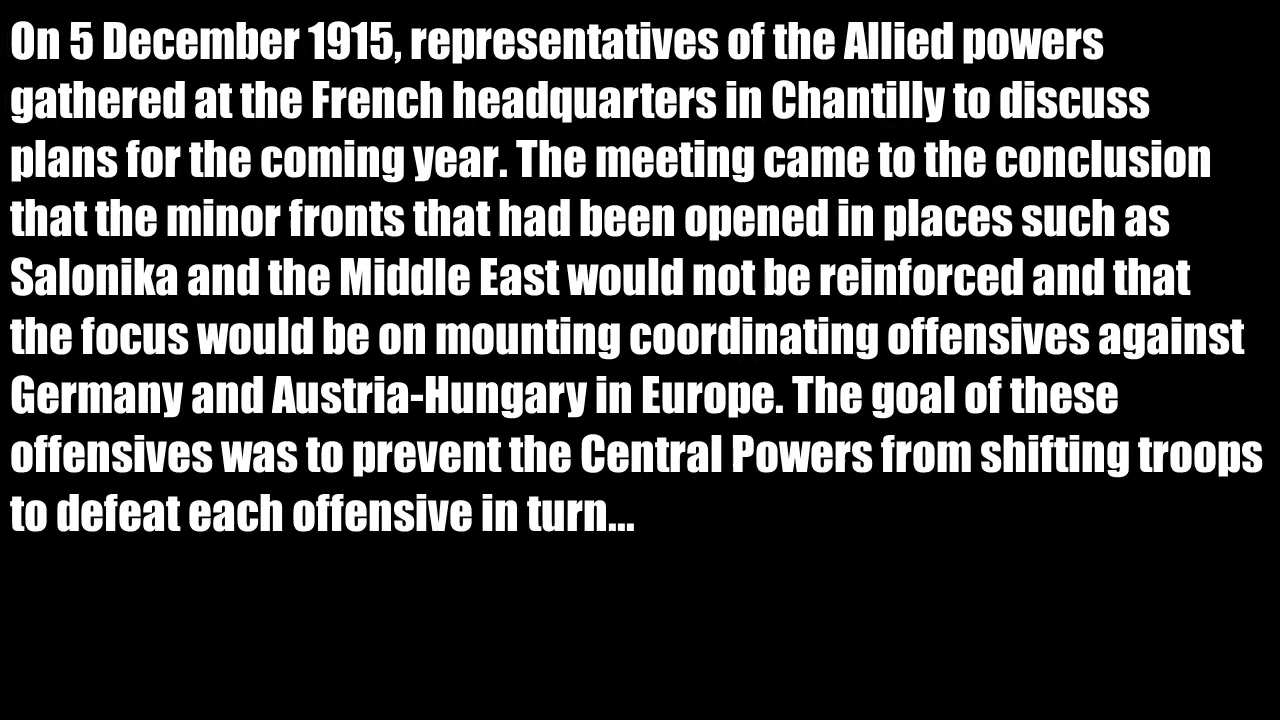 On 5 December 1915, representatives of the Allied powers
gathered at the French headquarters in Chantilly to discuss
plans for the coming year. The meeting came to the conclusion
that the minor fronts that had been opened in places such as
Salonika and the Middle East would not be reinforced and that
the focus would be on mounting coordinating offensives against
Germany and Austria-Hungary in Europe. The goal of these
offensives was to prevent the Central Powers from shifting troops
to defeat each offensive in turn...